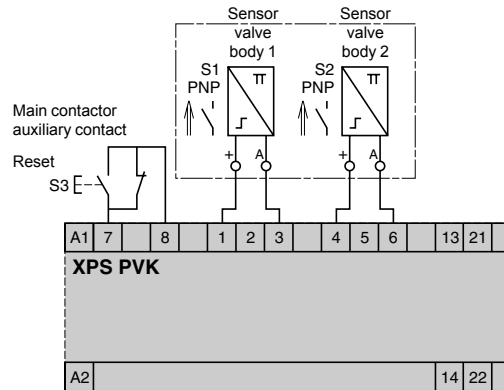 Sensor valve body 1
Sensor valve body 2
S1
PNP
S2
PNP
Main contactor
auxiliary contact
Reset
S3
+ A + A
A1 7 8 1 2 3 4 5 6 13 21
XPS PVK
A2 14 22